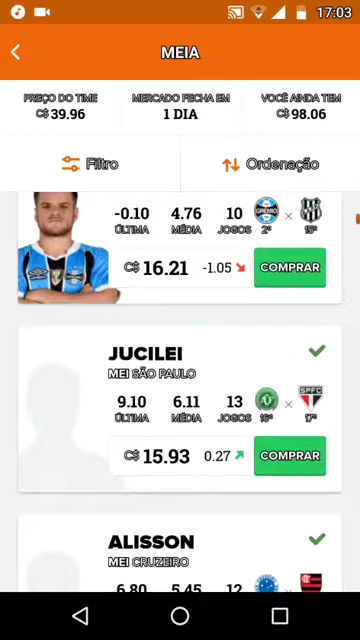 17:03
MEIA
PREÇO DO TIME
C$ 39.96
MERCADO FECHA EM
1 DIA
VOCÊ AINDA TEM
C$ 98.06
Filtro
Ordenação
-0.10 4.76 10 GRÊMIO ×
ÚLTIMA MÉDIA JOGOS 2º 15º
C$ 16.21 -1.05 COMPRAR
JUCILEI
MEI SÃO PAULO
9.10 6.11 13 × SPFC
ÚLTIMA MÉDIA JOGOS 16º 17º
C$ 15.93 0.27 COMPRAR
ALISSON
MEI CRUZEIRO
6.80 5.45 12